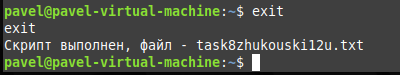 pavel@pavel-virtual-machine:~$ exit
exit
Скрипт выполнен, файл - task8zhukouski12u.txt
pavel@pavel-virtual-machine:~$